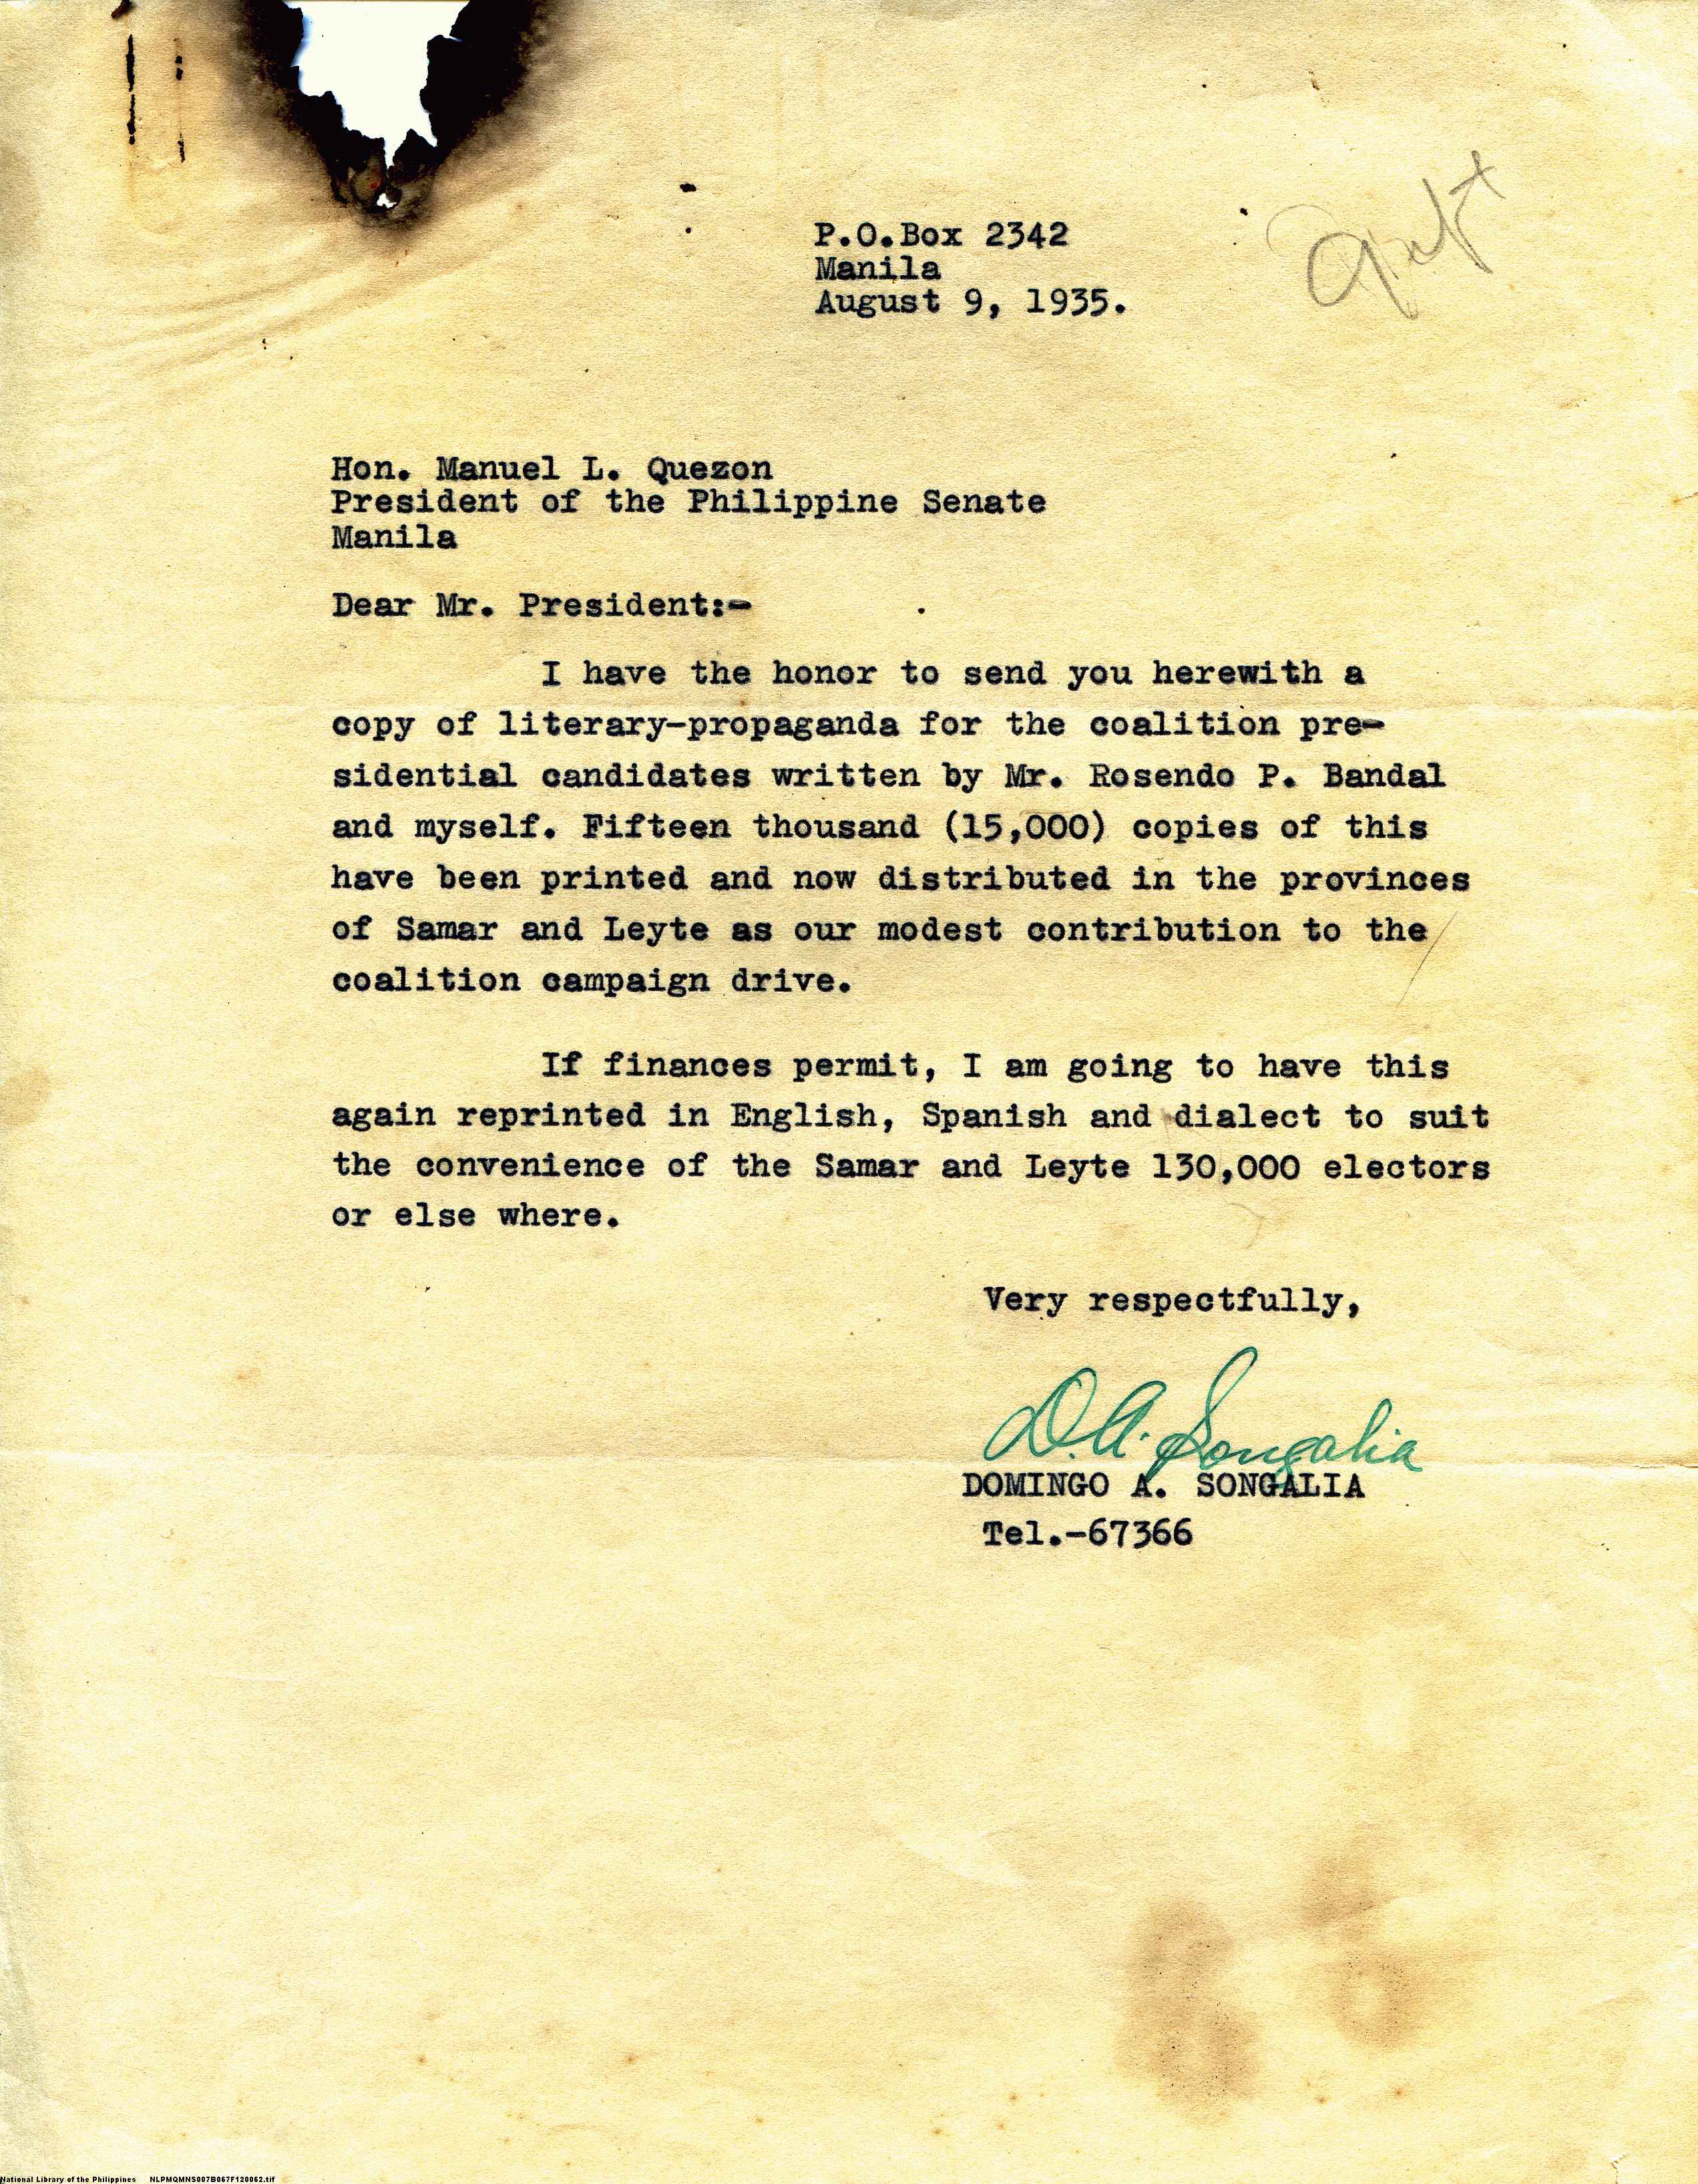 P.O.Box 2342
Manila
August 9, 1935.
Hon. Manuel L. Quezon
President of the Philippine Senate
Manila
Dear Mr. President:-
I have the honor to send you herewith a
copy of literary-propaganda for the coalition pre-
sidential candidates written by Mr. Rosendo P. Bandal
and myself. Fifteen thousand (15,000) copies of this
have been printed and now distributed in the provinces
of Samar and Leyte as our modest contribution to the
coalition campaign drive.
If finances permit, I am going to have this
again reprinted in English, Spanish and dialect to suit
the convenience of the Samar and Leyte 130,000 electors
or else where.
Very respectfully,
D. A. Songalia
DOMINGO A. SONGALIA
Tel.-67366
National Library of the Philippines NLPMQMNS007B067F120062.tif